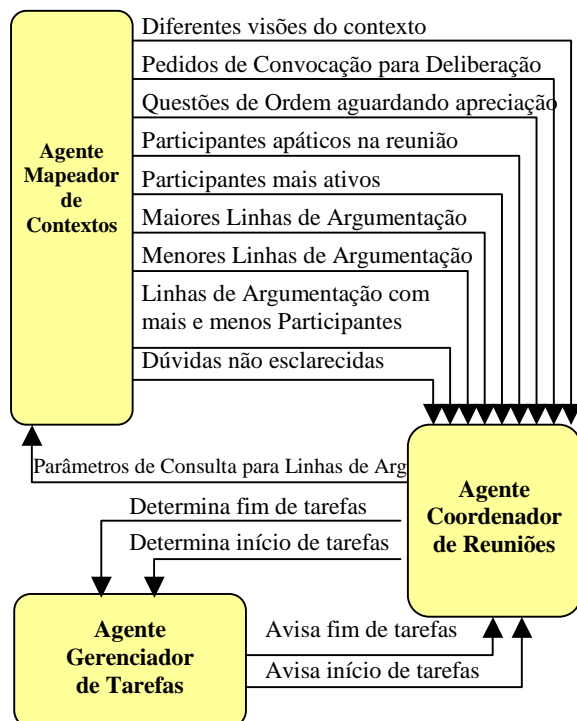 Diferentes visões do contexto
Pedidos de Convocação para Deliberação
Questões de Ordem aguardando apreciação
Participantes apáticos na reunião
Participantes mais ativos
Maiores Linhas de Argumentação
Menores Linhas de Argumentação
Linhas de Argumentação com
mais e menos Participantes
Dúvidas não esclarecidas
Agente
Mapeador
de
Contextos
Parâmetros de Consulta para Linhas de Arg
Agente
Coordenador
de Reuniões
Determina fim de tarefas
Determina início de tarefas
Agente
Gerenciador
de Tarefas
Avisa fim de tarefas
Avisa início de tarefas